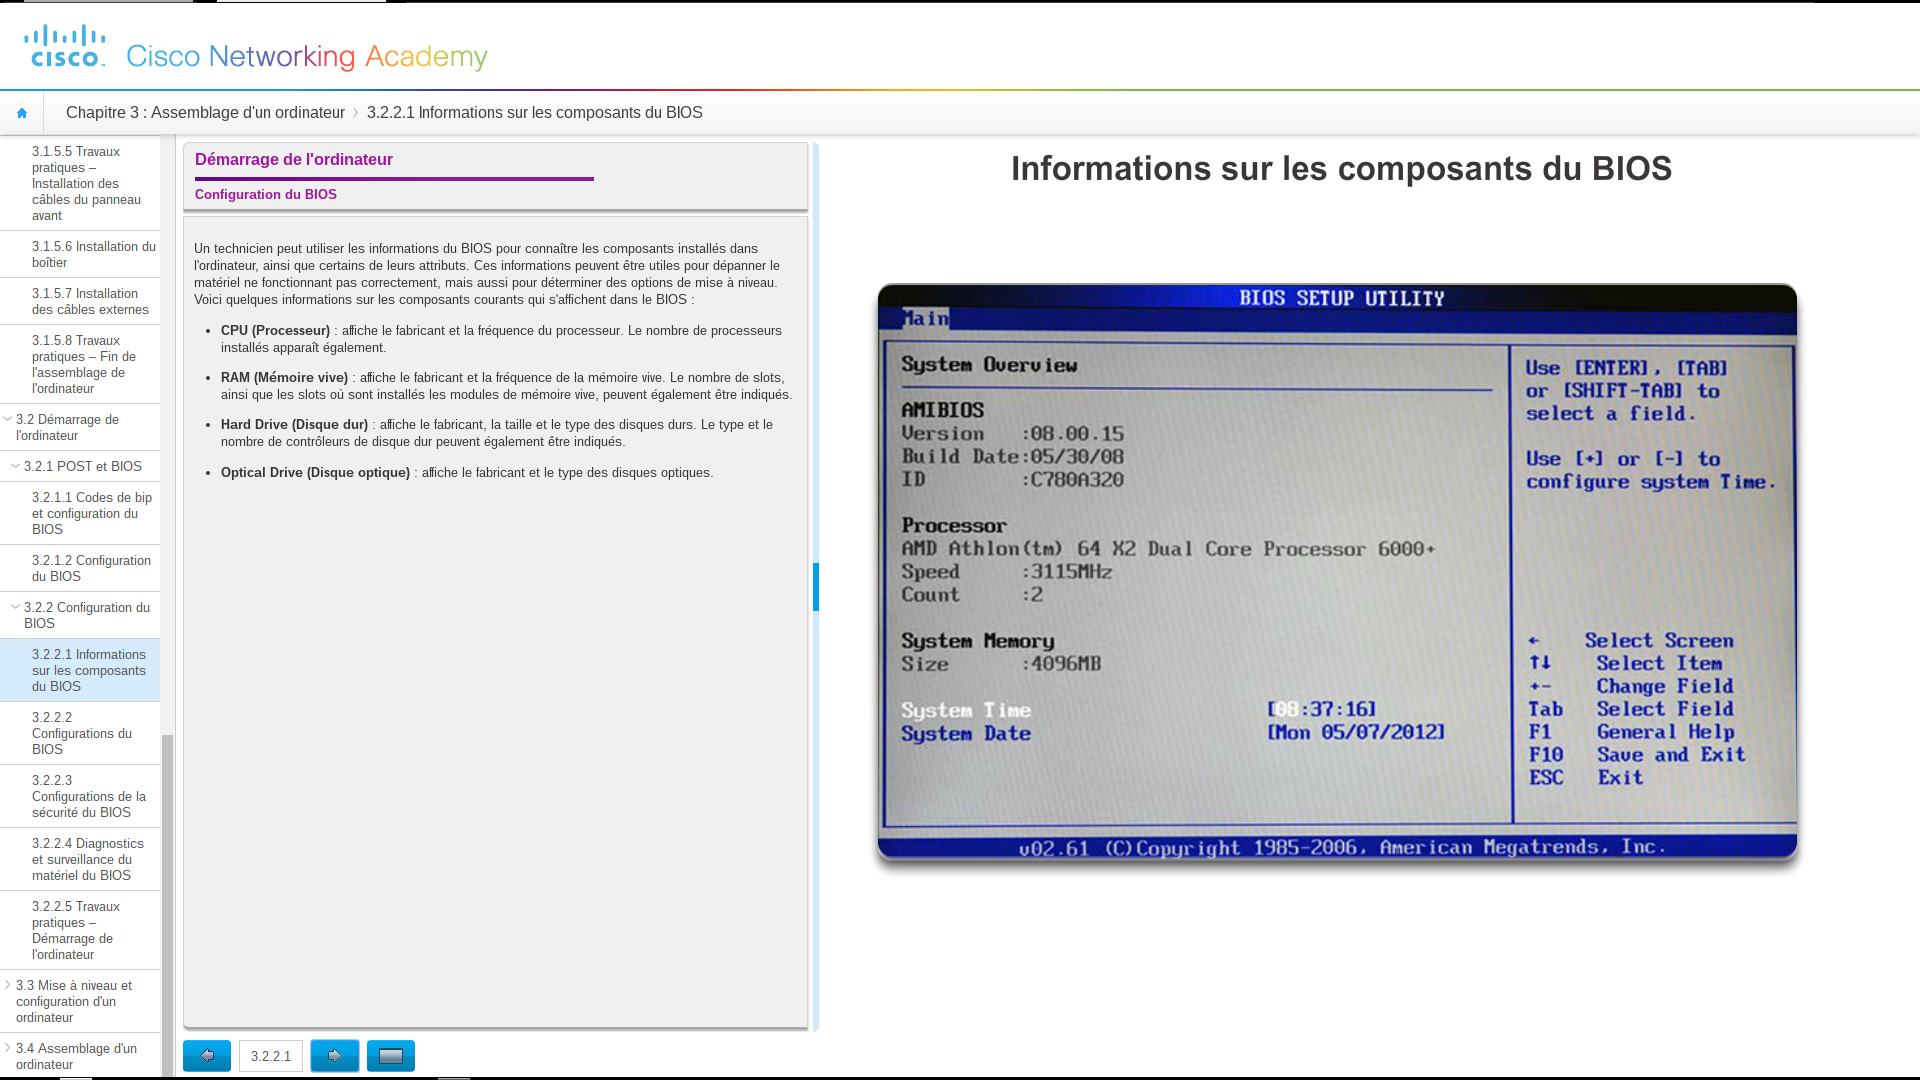 cisco
Cisco Networking Academy
Chapitre 3 : Assemblage d'un ordinateur
3.2.2.1 Informations sur les composants du BIOS
3.1.5.5 Travaux
pratiques –
Installation des
câbles du panneau
avant
3.1.5.6 Installation du
boîtier
3.1.5.7 Installation
des câbles externes
3.1.5.8 Travaux
pratiques – Fin de
l'assemblage de
l'ordinateur
3.2 Démarrage de
l'ordinateur
3.2.1 POST et BIOS
3.2.1.1 Codes de bip
et configuration du
BIOS
3.2.1.2 Configuration
du BIOS
3.2.2 Configuration du
BIOS
3.2.2.1 Informations
sur les composants
du BIOS
3.2.2.2
Configurations du
BIOS
3.2.2.3
Configurations de la
sécurité du BIOS
3.2.2.4 Diagnostics
et surveillance du
matériel du BIOS
3.2.2.5 Travaux
pratiques –
Démarrage de
l'ordinateur
3.3 Mise à niveau et
configuration d'un
ordinateur
3.4 Assemblage d'un
ordinateur
Démarrage de l'ordinateur
Configuration du BIOS
Un technicien peut utiliser les informations du BIOS pour connaître les composants installés dans
l'ordinateur, ainsi que certains de leurs attributs. Ces informations peuvent être utiles pour dépanner le
matériel ne fonctionnant pas correctement, mais aussi pour déterminer des options de mise à niveau.
Voici quelques informations sur les composants courants qui s'affichent dans le BIOS :
• CPU (Processeur) : affiche le fabricant et la fréquence du processeur. Le nombre de processeurs
installés apparaît également.
• RAM (Mémoire vive) : affiche le fabricant et la fréquence de la mémoire vive. Le nombre de slots,
ainsi que les slots où sont installés les modules de mémoire vive, peuvent également être indiqués.
• Hard Drive (Disque dur) : affiche le fabricant, la taille et le type des disques durs. Le type et le
nombre de contrôleurs de disque dur peuvent également être indiqués.
• Optical Drive (Disque optique) : affiche le fabricant et le type des disques optiques.
3.2.2.1
Informations sur les composants du BIOS
BIOS SETUP UTILITY
Main
System Overview
AMIBIOS
Version :08.00.15
Build Date:05/30/08
ID :C780A320
Processor
AMD Athlon(tm) 64 X2 Dual Core Processor 6000+
Speed :3115MHz
Count :2
System Memory
Size :4096MB
System Time [08:37:16]
System Date [Mon 05/07/2012]
Use [ENTER], [TAB]
or [SHIFT-TAB] to
select a field.
Use [+] or [-] to
configure system Time.
← Select Screen
↑↓ Select Item
+- Change Field
Tab Select Field
F1 General Help
F10 Save and Exit
ESC Exit
v02.61 (C)Copyright 1985-2006, American Megatrends, Inc.